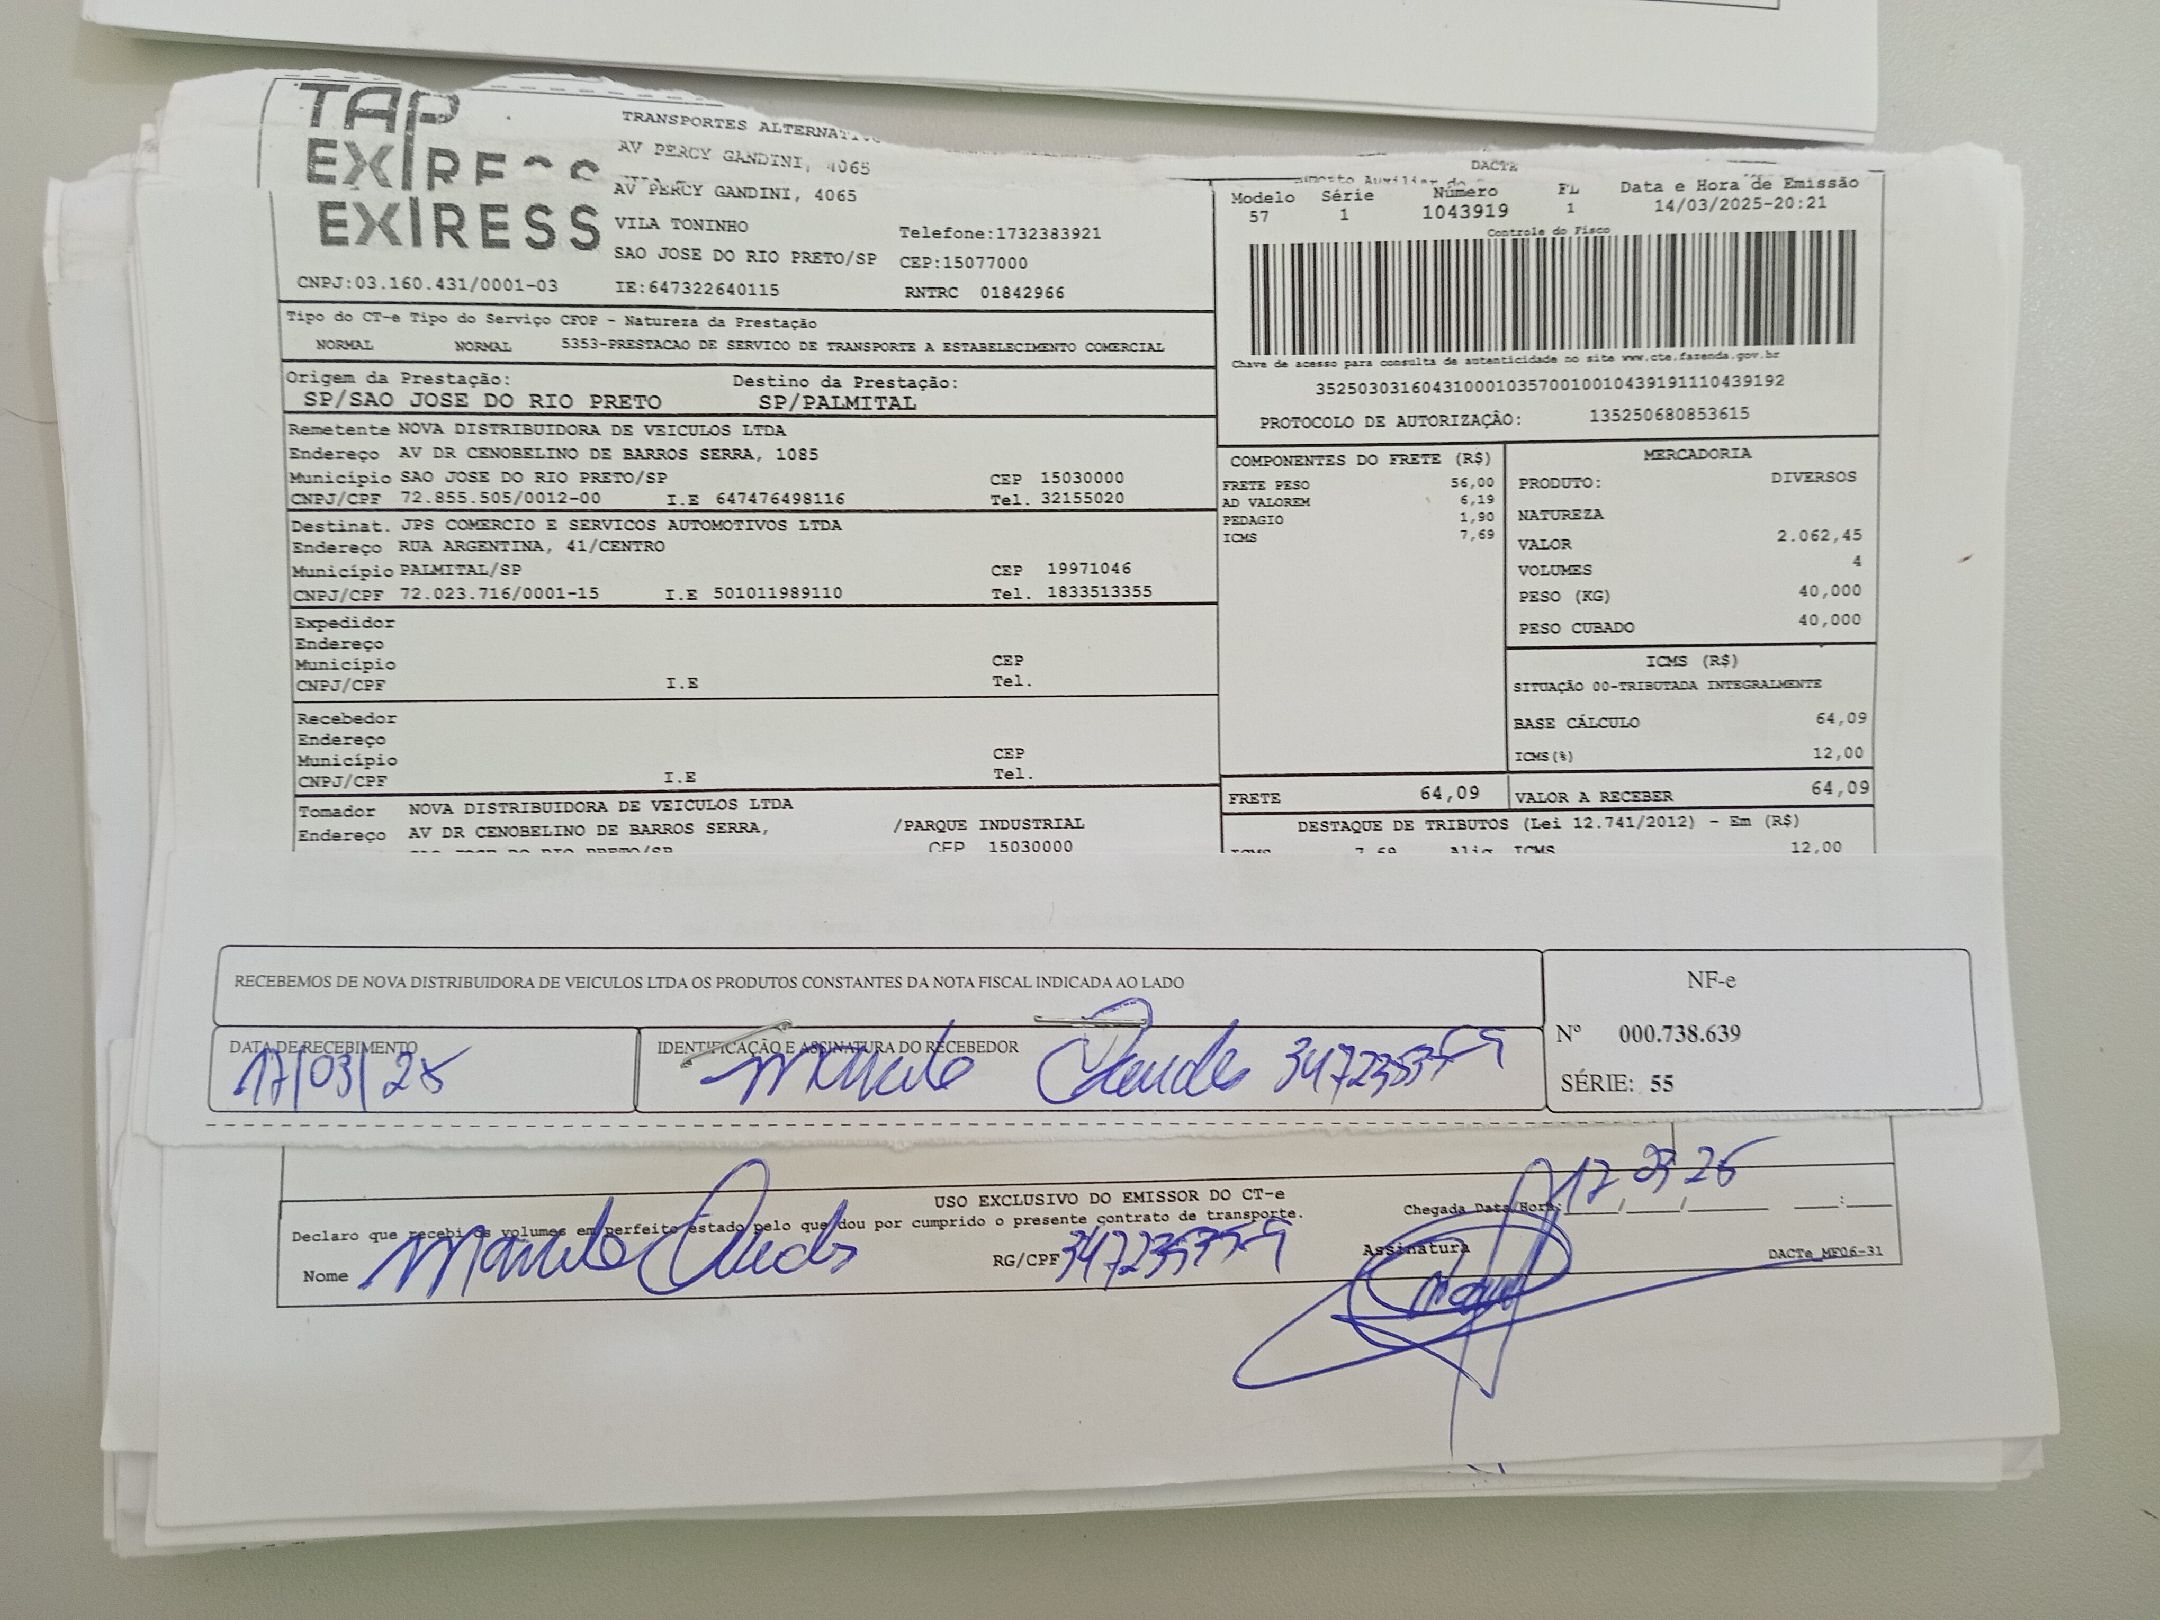 TAP
EXPRESS
EXPRESS
TRANSPORTES
AV PERCY GANDINI, 4065
AV PERCY GANDINI, 4065
VILA TONINHO
Telefone:1732383921
SAO JOSE DO RIO PRETO/SP CEP:15077000
CNPJ:03.160.431/0001-03 IE:647322640115 RNTRC 01842966
DACTE
Modelo Série Número FL Data e Hora de Emissão
57 1 1043919 1 14/03/2025-20:21
Controle do Fisco
Chave de acesso para consulta de autenticidade no site www.cte.fazenda.gov.br
35250303160431000103570010010439191110439192
PROTOCOLO DE AUTORIZAÇÃO: 135250680853615
Tipo do CT-e Tipo do Serviço CFOP - Natureza da Prestação
NORMAL NORMAL 5353-PRESTACAO DE SERVICO DE TRANSPORTE A ESTABELECIMENTO COMERCIAL
Origem da Prestação: Destino da Prestação:
SP/SAO JOSE DO RIO PRETO SP/PALMITAL
Remetente NOVA DISTRIBUIDORA DE VEICULOS LTDA
Endereço AV DR CENOBELINO DE BARROS SERRA, 1085
Município SAO JOSE DO RIO PRETO/SP CEP 15030000
CNPJ/CPF 72.855.505/0012-00 I.E 647476498116 Tel. 32155020
Destinat. JPS COMERCIO E SERVICOS AUTOMOTIVOS LTDA
Endereço RUA ARGENTINA, 41/CENTRO
Município PALMITAL/SP CEP 19971046
CNPJ/CPF 72.023.716/0001-15 I.E 501011989110 Tel. 1833513355
Expedidor
Endereço
Município CEP
CNPJ/CPF I.E Tel.
Recebedor
Endereço
Município CEP
CNPJ/CPF I.E Tel.
Tomador NOVA DISTRIBUIDORA DE VEICULOS LTDA
Endereço AV DR CENOBELINO DE BARROS SERRA, /PARQUE INDUSTRIAL
SAO JOSE DO RIO PRETO/SP CEP 15030000
COMPONENTES DO FRETE (R$)
FRETE PESO 56,00
AD VALOREM 6,19
PEDAGIO 1,90
ICMS 7,69
FRETE 64,09
MERCADORIA
PRODUTO: DIVERSOS
NATUREZA
VALOR 2.062,45
VOLUMES 4
PESO (KG) 40,000
PESO CUBADO 40,000
ICMS (R$)
SITUAÇÃO 00-TRIBUTADA INTEGRALMENTE
BASE CÁLCULO 64,09
ICMS(%) 12,00
VALOR A RECEBER 64,09
DESTAQUE DE TRIBUTOS (Lei 12.741/2012) - Em (R$)
ICMS 7,69 Aliq ICMS 12,00
RECEBEMOS DE NOVA DISTRIBUIDORA DE VEICULOS LTDA OS PRODUTOS CONSTANTES DA NOTA FISCAL INDICADA AO LADO
DATA DE RECEBIMENTO
17/03/25
IDENTIFICAÇÃO E ASSINATURA DO RECEBEDOR
NF-e
Nº 000.738.639
SÉRIE: 55
USO EXCLUSIVO DO EMISSOR DO CT-e
Declaro que recebi os volumes em perfeito estado pelo que dou por cumprido o presente contrato de transporte.
Chegada Data/Hora: 17 03 25
Nome
RG/CPF
Assinatura
DACTe MF06-31